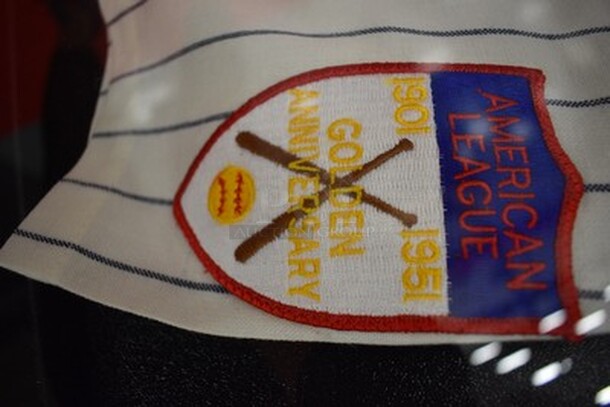 AMERICAN
LEAGUE
1901 1951
GOLDEN
ANNIVERSARY